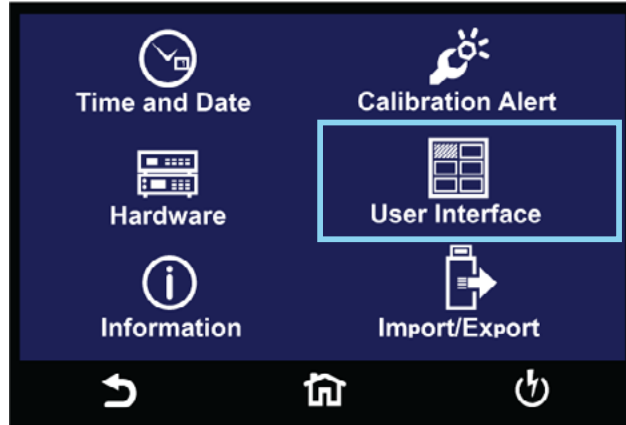 Time and Date
Calibration Alert
Hardware
User Interface
Information
Import/Export